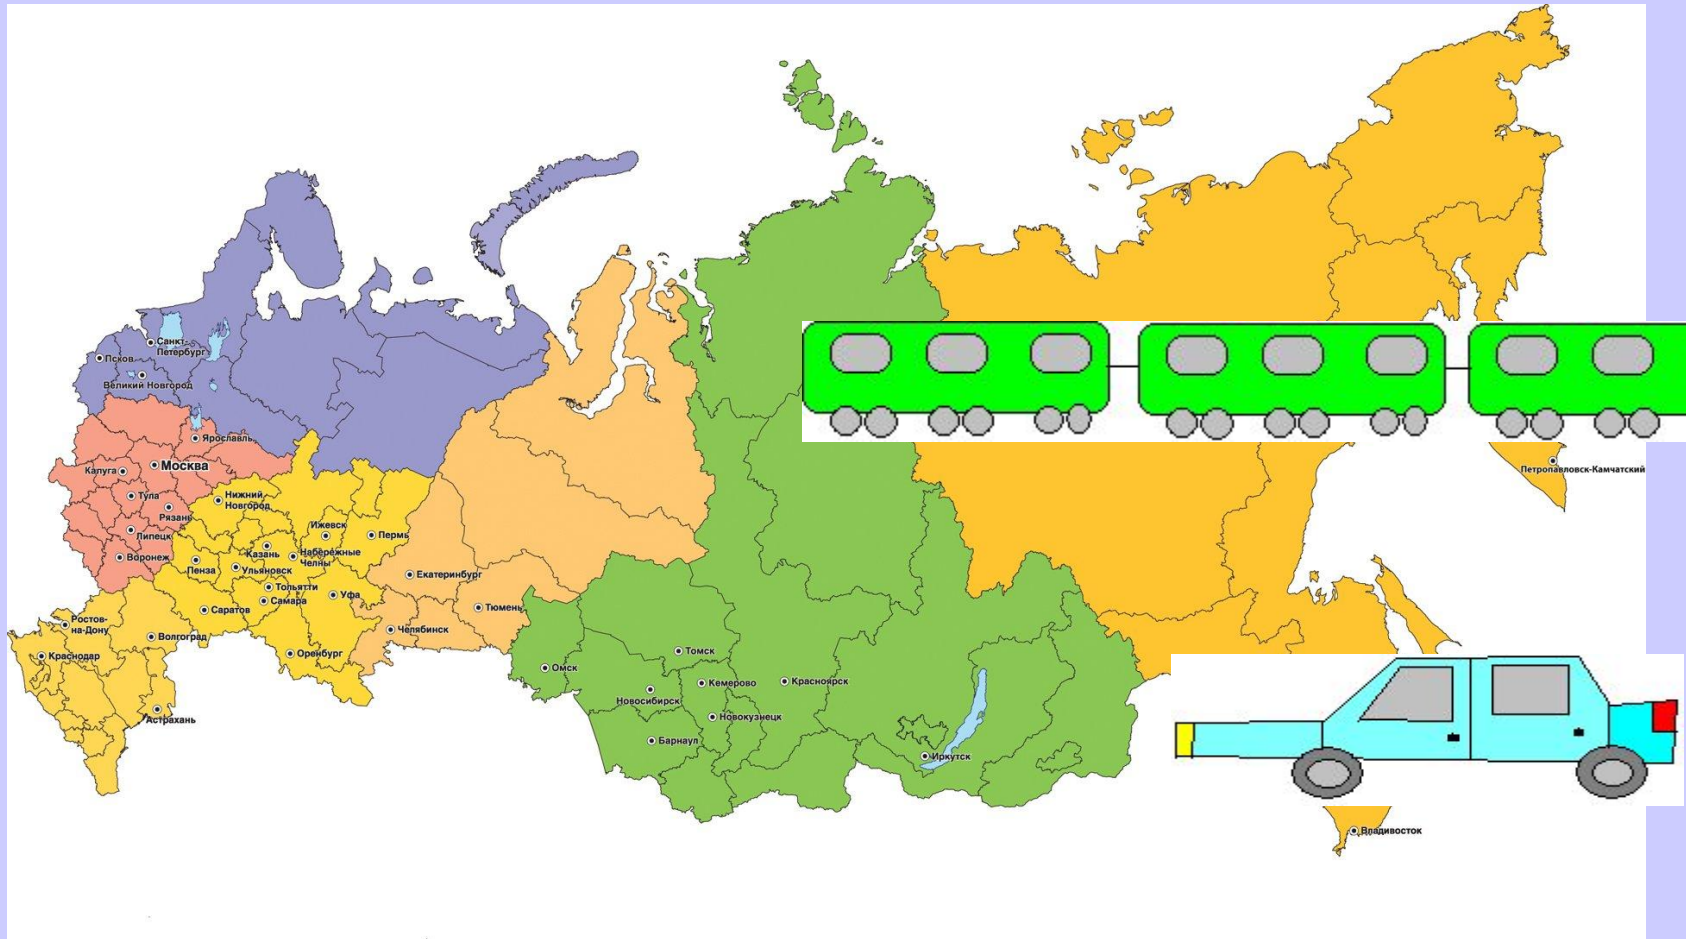 Санкт-
Петербург
Псков
Великий Новгород
Ярославль
Москва
Калуга
Тула
Рязань
Липецк
Воронеж
Нижний
Новгород
Ижевск
Пермь
Казань
Набережные
Челны
Пенза
Ульяновск
Тольятти
Самара
Уфа
Саратов
Оренбург
Ростов-
на-Дону
Волгоград
Краснодар
Астрахань
Екатеринбург
Тюмень
Челябинск
Омск
Томск
Новосибирск
Кемерово
Красноярск
Новокузнецк
Барнаул
Иркутск
Петропавловск-Камчатский
Владивосток